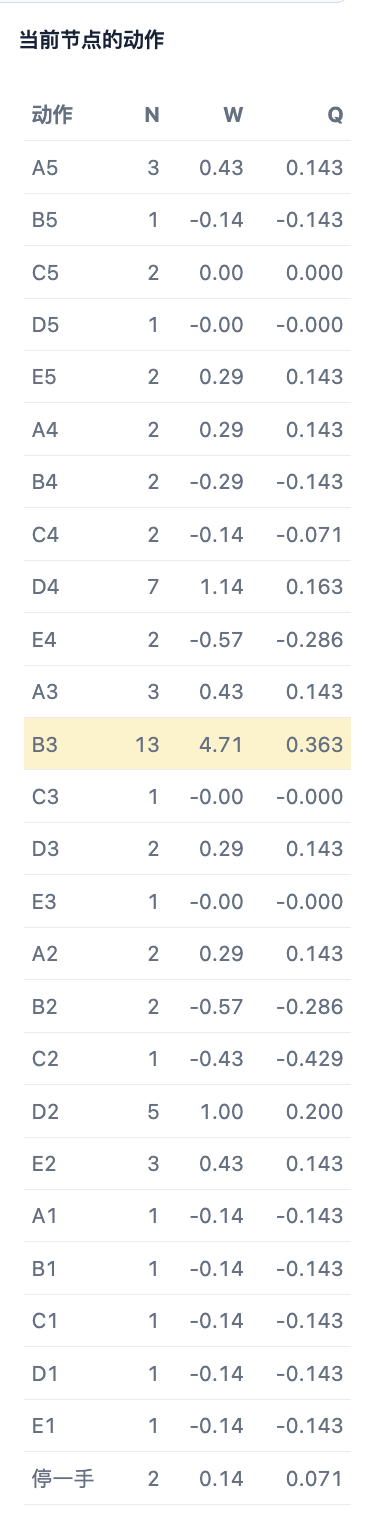 当前节点的动作
动作 N W Q
A5 3 0.43 0.143
B5 1 -0.14 -0.143
C5 2 0.00 0.000
D5 1 -0.00 -0.000
E5 2 0.29 0.143
A4 2 0.29 0.143
B4 2 -0.29 -0.143
C4 2 -0.14 -0.071
D4 7 1.14 0.163
E4 2 -0.57 -0.286
A3 3 0.43 0.143
B3 13 4.71 0.363
C3 1 -0.00 -0.000
D3 2 0.29 0.143
E3 1 -0.00 -0.000
A2 2 0.29 0.143
B2 2 -0.57 -0.286
C2 1 -0.43 -0.429
D2 5 1.00 0.200
E2 3 0.43 0.143
A1 1 -0.14 -0.143
B1 1 -0.14 -0.143
C1 1 -0.14 -0.143
D1 1 -0.14 -0.143
E1 1 -0.14 -0.143
停一手 2 0.14 0.071